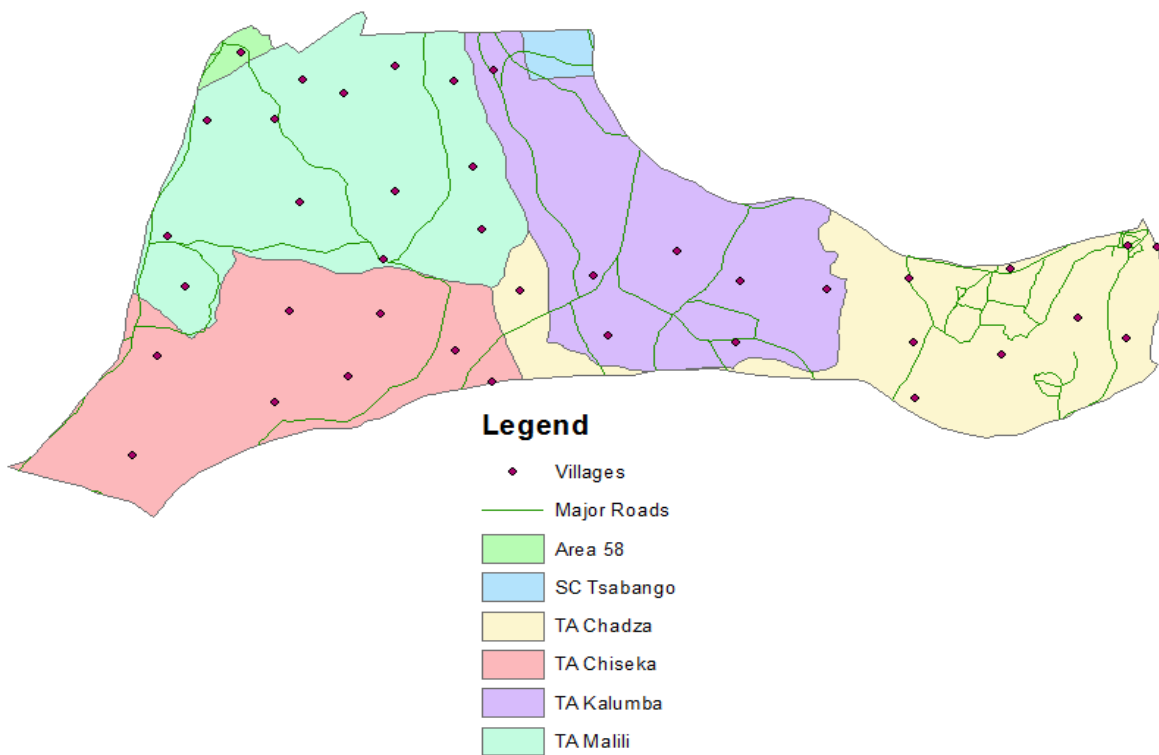 Legend
Villages
Major Roads
Area 58
SC Tsabango
TA Chadza
TA Chiseka
TA Kalumba
TA Malili